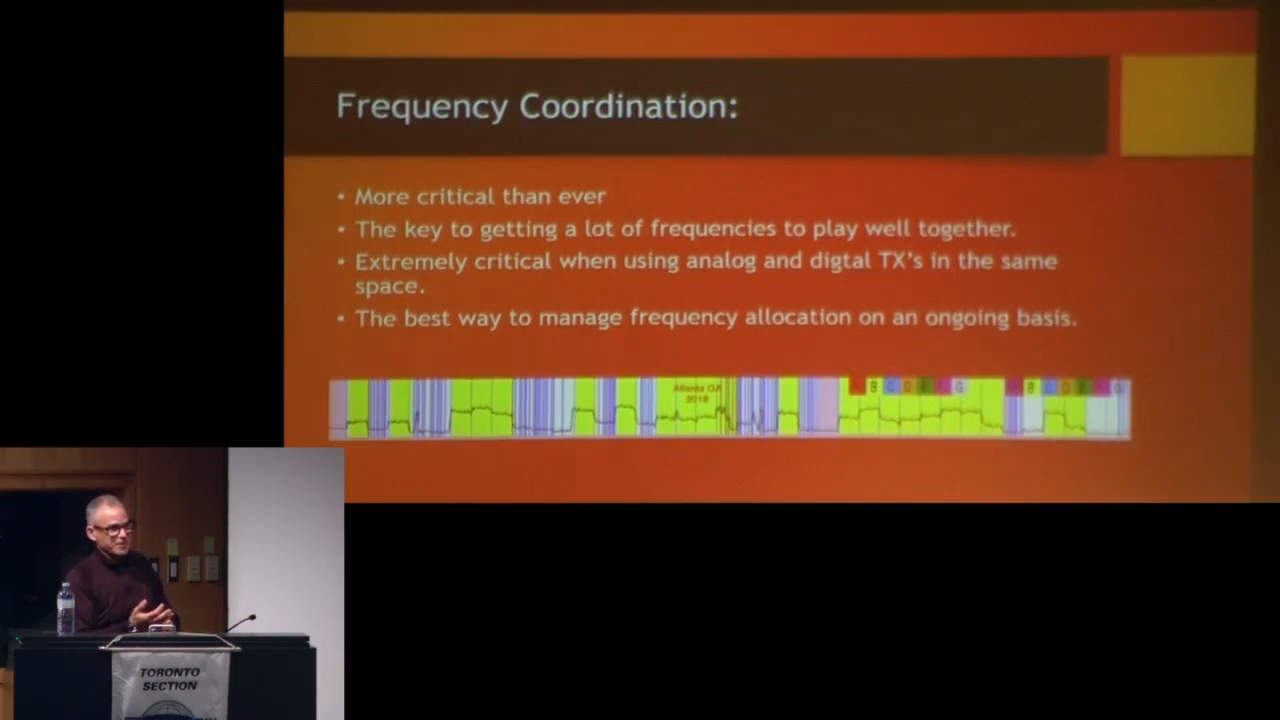 Frequency Coordination:
• More critical than ever
• The key to getting a lot of frequencies to play well together.
• Extremely critical when using analog and digtal TX's in the same
space.
• The best way to manage frequency allocation on an ongoing basis.
Atlanta
2018
B C D E G
B C D E G
TORONTO
SECTION